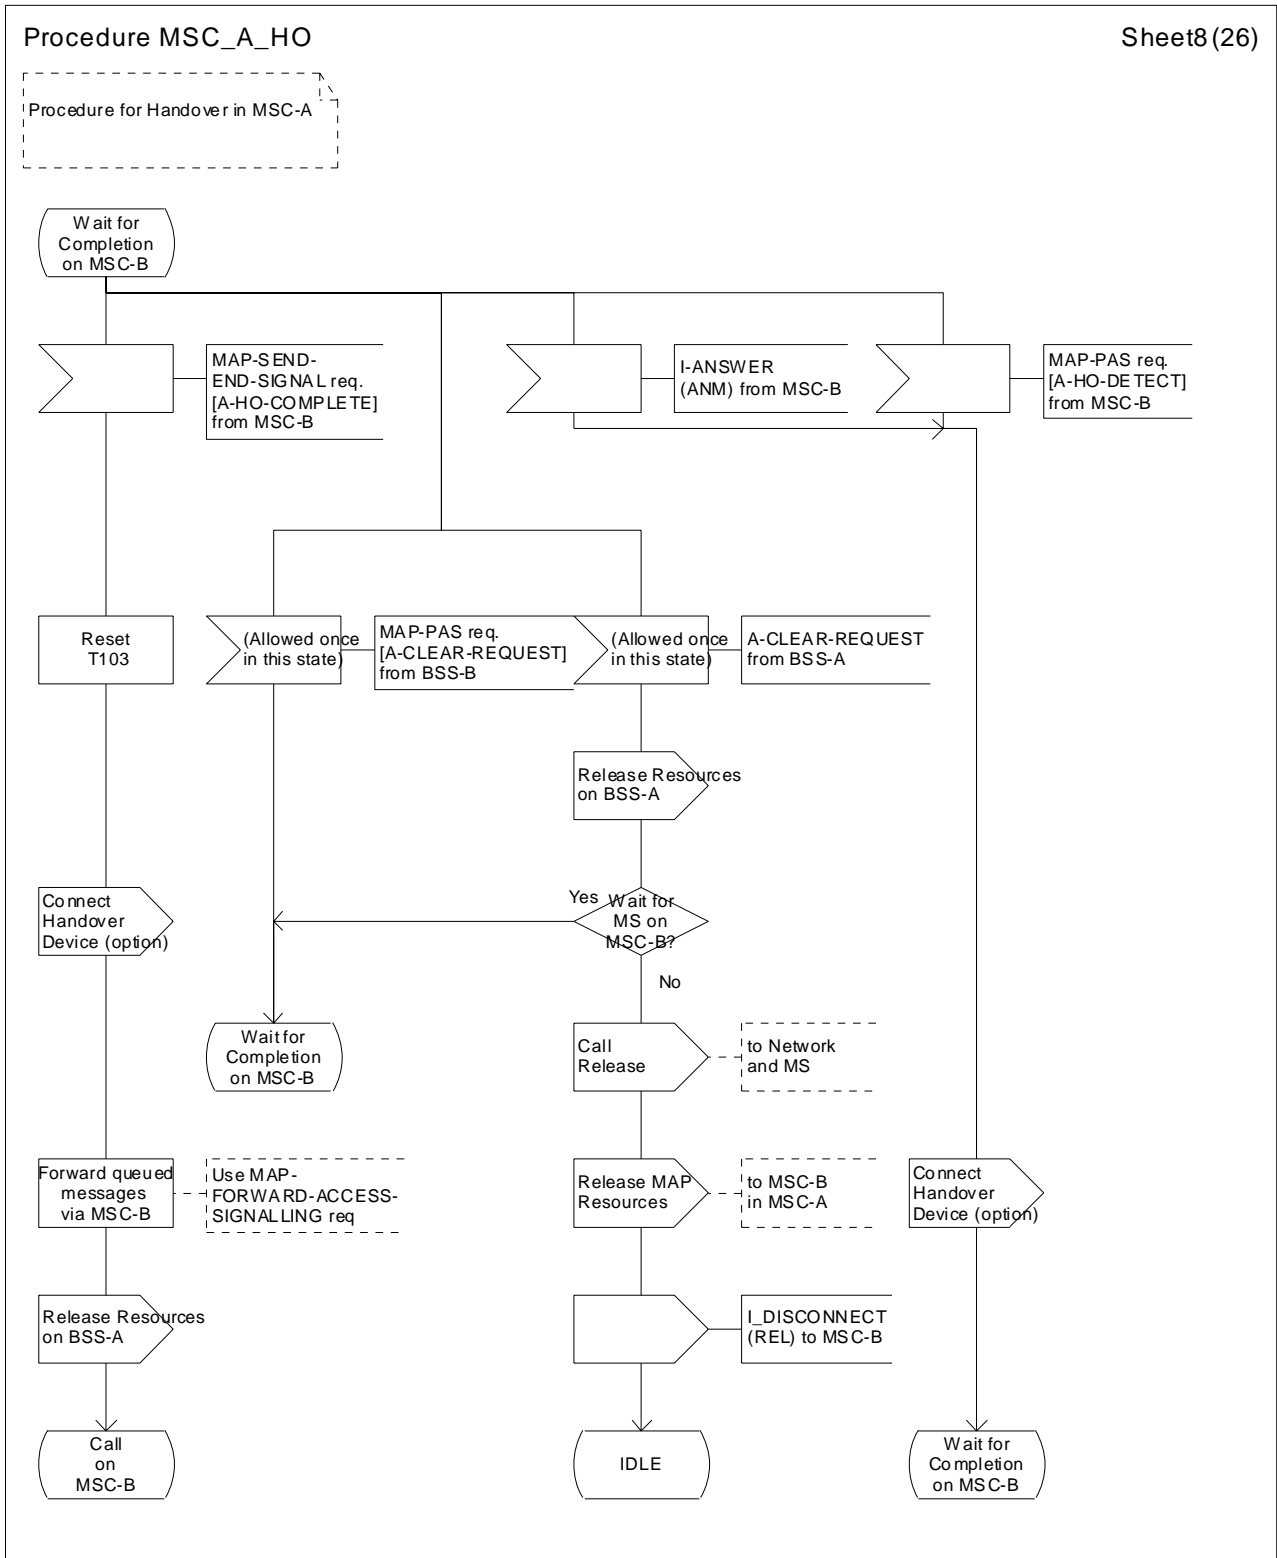 Procedure MSC_A_HO
Sheet8(26)
Procedure for Handover in MSC-A
Wait for
Completion
on MSC-B
MAP-SEND-
END-SIGNAL req.
[A-HO-COMPLETE]
from MSC-B
I-ANSWER
(ANM) from MSC-B
MAP-PAS req.
[A-HO-DETECT]
from MSC-B
Reset
T103
(Allowed once
in this state)
MAP-PAS req.
[A-CLEAR-REQUEST]
from BSS-B
(Allowed once
in this state)
A-CLEAR-REQUEST
from BSS-A
Release Resources
on BSS-A
Connect
Handover
Device (option)
Yes
Wait for
MS on
MSC-B?
No
Wait for
Completion
on MSC-B
Call
Release
to Network
and MS
Forward queued
messages
via MSC-B
Use MAP-
FORWARD-ACCESS-
SIGNALLING req
Release MAP
Resources
to MSC-B
in MSC-A
Connect
Handover
Device (option)
Release Resources
on BSS-A
I_DISCONNECT
(REL) to MSC-B
Call
on
MSC-B
IDLE
Wait for
Completion
on MSC-B